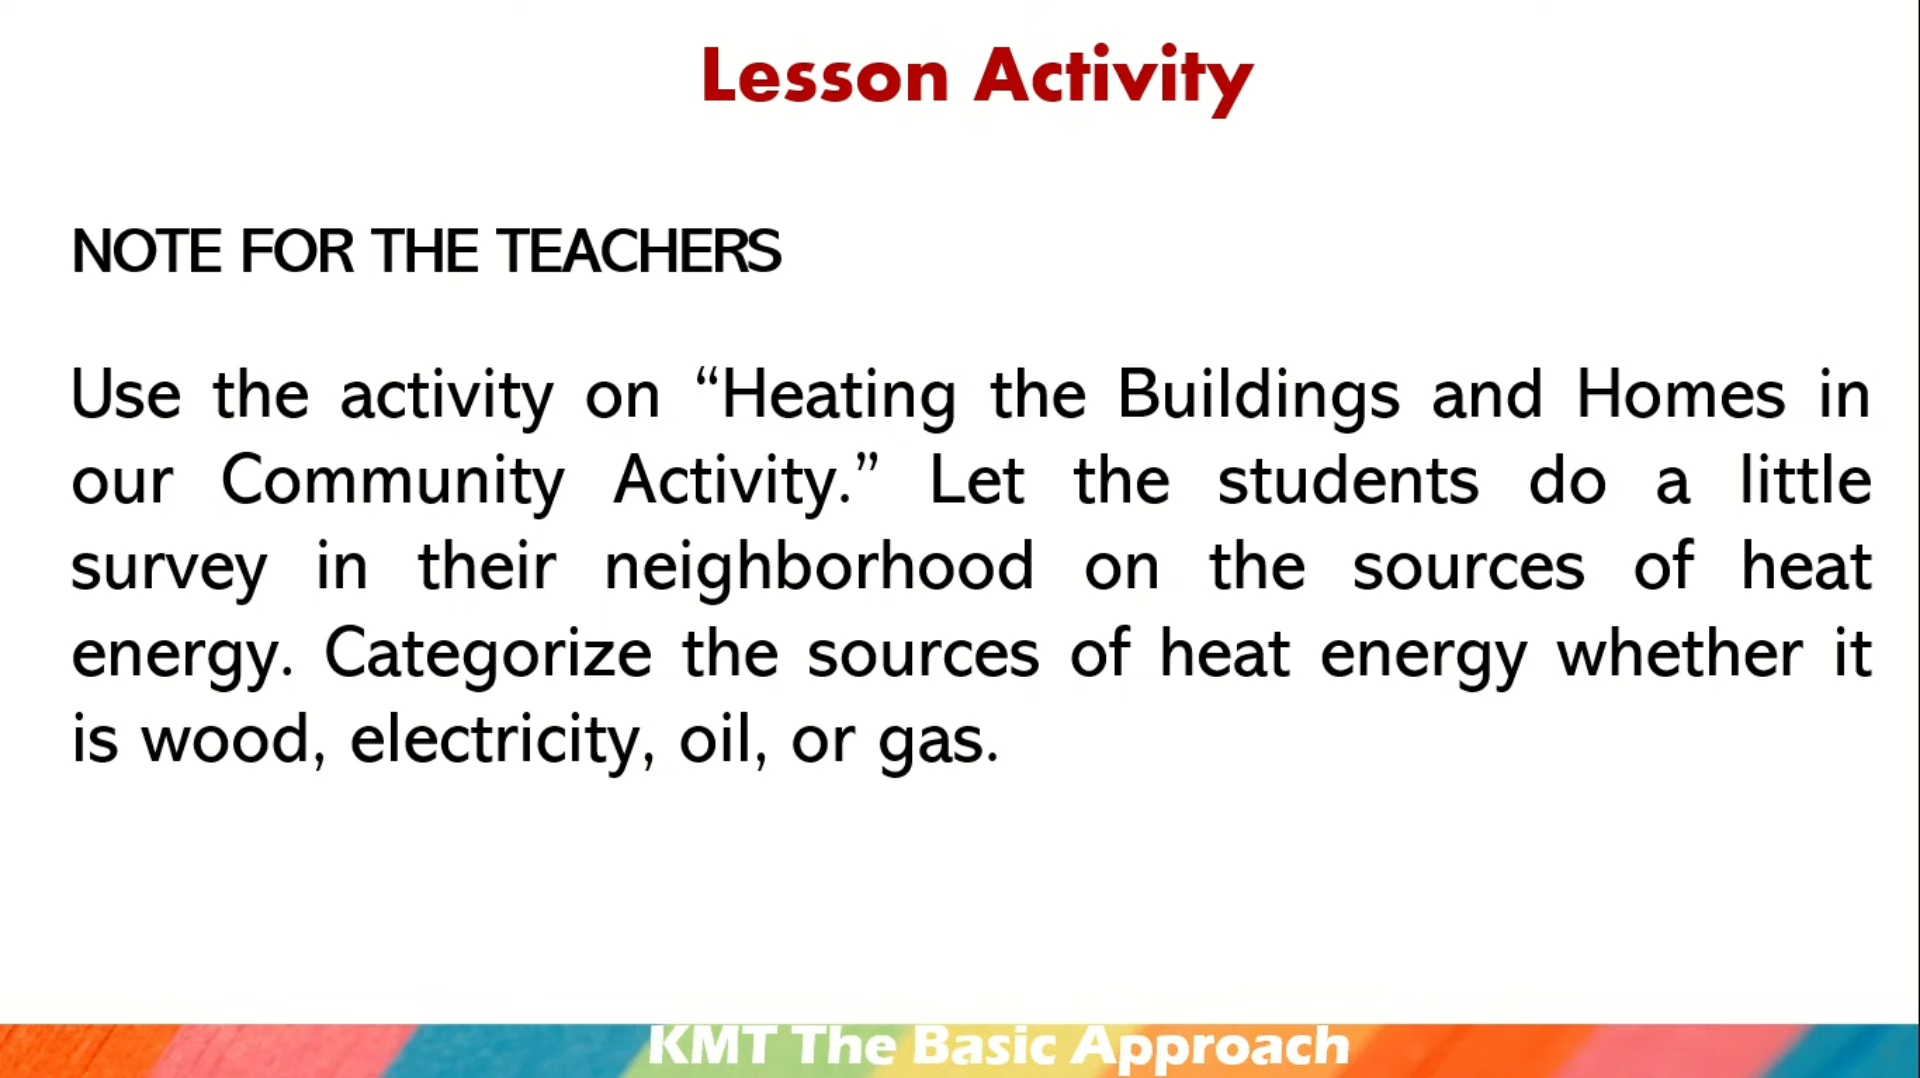 Lesson Activity
NOTE FOR THE TEACHERS
Use the activity on “Heating the Buildings and Homes in
our Community Activity.” Let the students do a little
survey in their neighborhood on the sources of heat
energy. Categorize the sources of heat energy whether it
is wood, electricity, oil, or gas.
KMT The Basic Approach